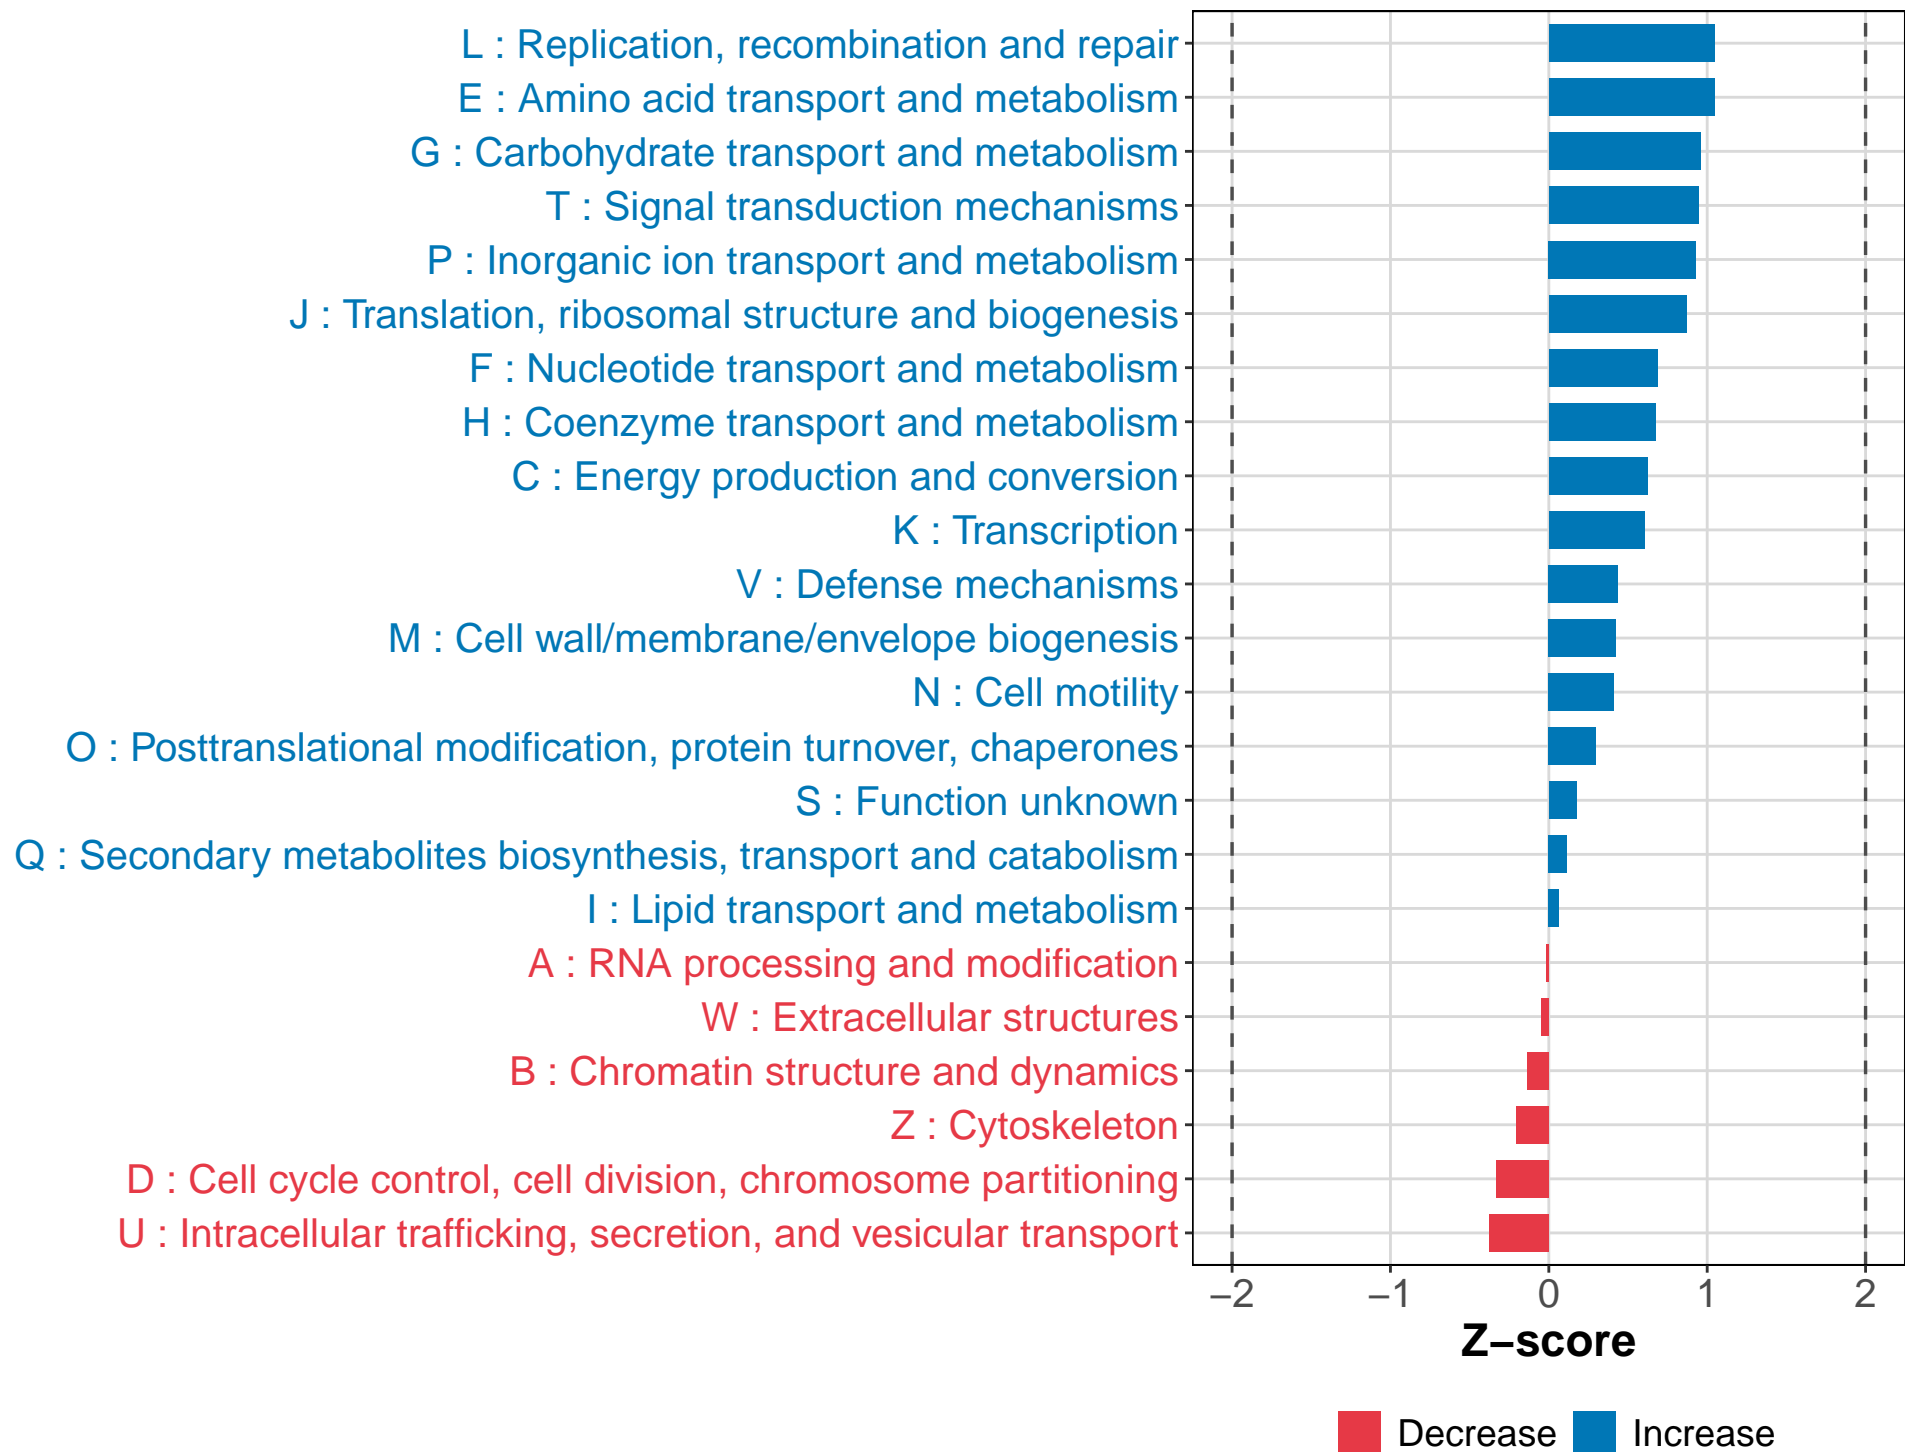 L : Replication, recombination and repair
E : Amino acid transport and metabolism
G : Carbohydrate transport and metabolism
T : Signal transduction mechanisms
P : Inorganic ion transport and metabolism
J : Translation, ribosomal structure and biogenesis
F : Nucleotide transport and metabolism
H : Coenzyme transport and metabolism
C : Energy production and conversion
K : Transcription
V : Defense mechanisms
M : Cell wall/membrane/envelope biogenesis
N : Cell motility
O : Posttranslational modification, protein turnover, chaperones
S : Function unknown
Q : Secondary metabolites biosynthesis, transport and catabolism
I : Lipid transport and metabolism
A : RNA processing and modification
W : Extracellular structures
B : Chromatin structure and dynamics
Z : Cytoskeleton
D : Cell cycle control, cell division, chromosome partitioning
U : Intracellular trafficking, secretion, and vesicular transport
−2 −1 0 1 2
Z−score
Decrease Increase